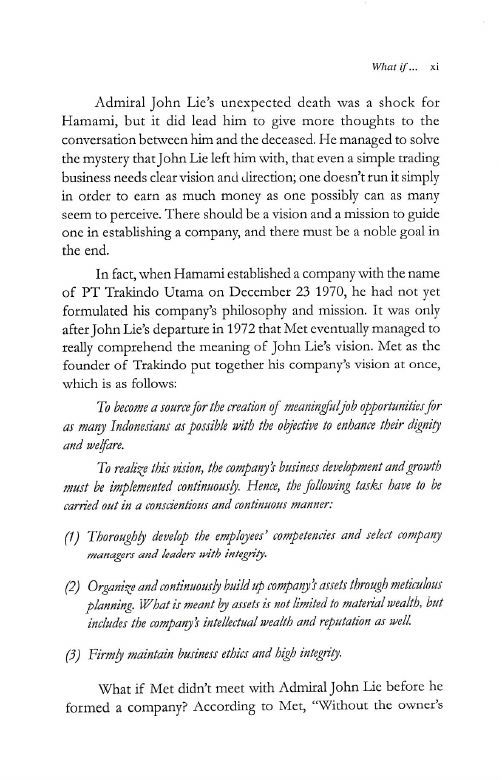 What if... xi
Admiral John Lie's unexpected death was a shock for
Hamami, but it did lead him to give more thoughts to the
conversation between him and the deceased. He managed to solve
the mystery that John Lie left him with, that even a simple trading
business needs clear vision and direction; one doesn't run it simply
in order to earn as much money as one possibly can as many
seem to perceive. There should be a vision and a mission to guide
one in establishing a company, and there must be a noble goal in
the end.
In fact, when Hamami established a company with the name
of PT Trakindo Utama on December 23 1970, he had not yet
formulated his company's philosophy and mission. It was only
after John Lie's departure in 1972 that Met eventually managed to
really comprehend the meaning of John Lie's vision. Met as the
founder of Trakindo put together his company's vision at once,
which is as follows:
To become a source for the creation of meaningful job opportunities for
as many Indonesians as possible with the objective to enhance their dignity
and welfare.
To realize this vision, the company's business development and growth
must be implemented continuously. Hence, the following tasks have to be
carried out in a conscientious and continuous manner:
(1) Thoroughly develop the employees' competencies and select company
managers and leaders with integrity.
(2) Organize and continuously build up company's assets through meticulous
planning. What is meant by assets is not limited to material wealth, but
includes the company's intellectual wealth and reputation as well.
(3) Firmly maintain business ethics and high integrity.
What if Met didn't meet with Admiral John Lie before he
formed a company? According to Met, "Without the owner's